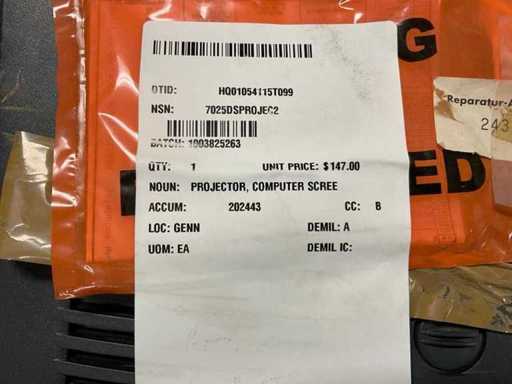 G
DTID: HQ01054115T099
NSN: 7025DSPROJEC2
Reparatur-A
243
BATCH: 1003825263
QTY: 1 UNIT PRICE: $147.00
NOUN: PROJECTOR, COMPUTER SCREE
ED
ACCUM: 202443 CC: B
LOC: GENN DEMIL: A
UOM: EA DEMIL IC: